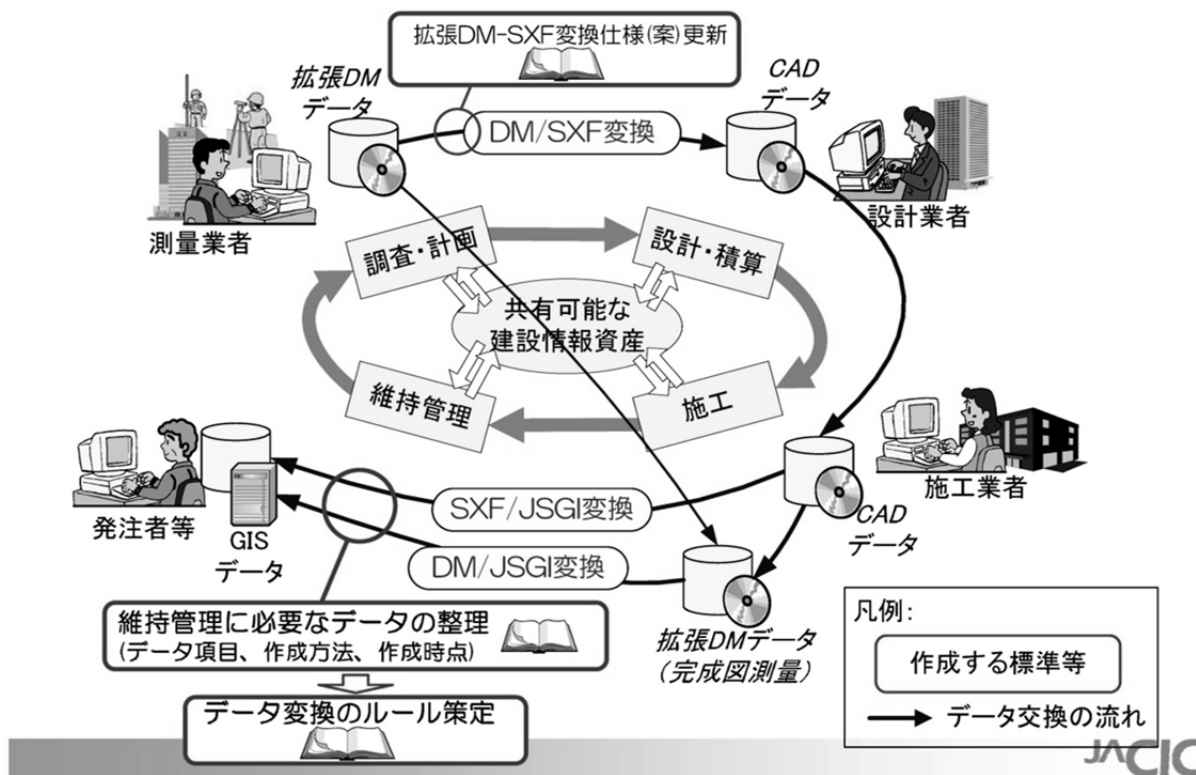 拡張DM-SXF変換仕様(案)更新
拡張DM
データ
CAD
データ
DM/SXF変換
測量業者
設計業者
調査・計画
設計・積算
共有可能な
建設情報資産
維持管理
施工
発注者等
GIS
データ
SXF/JSGI変換
DM/JSGI変換
施工業者
CAD
データ
拡張DMデータ
(完成図測量)
維持管理に必要なデータの整理
(データ項目、作成方法、作成時点)
データ変換のルール策定
凡例:
作成する標準等
データ交換の流れ
JACIC